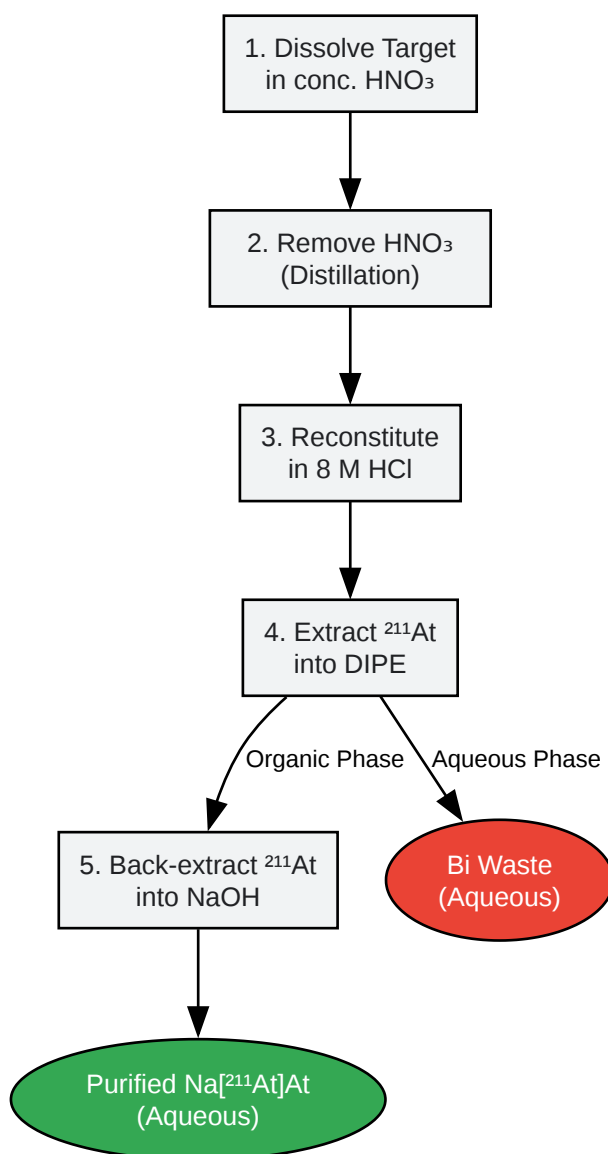 1. Dissolve Target
in conc. HNO₃
2. Remove HNO₃
(Distillation)
3. Reconstitute
in 8 M HCl
4. Extract ²¹¹At
into DIPE
Organic Phase
Aqueous Phase
5. Back-extract ²¹¹At
into NaOH
Bi Waste
(Aqueous)
Purified Na[²¹¹At]At
(Aqueous)